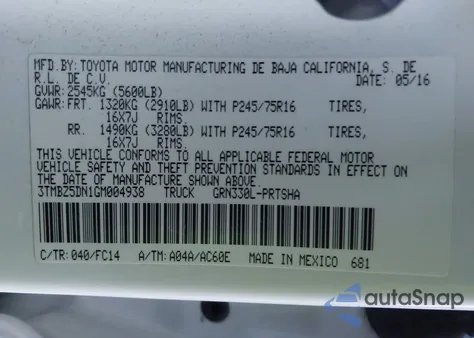 MFD.BY:TOYOTA MOTOR MANUFACTURING DE BAJA CALIFORNIA, S. DE
R.L. DE C.V. DATE: 05/16
GVWR:2545KG (5600LB)
GAWR:FRT. 1320KG (2910LB) WITH P245/75R16 TIRES,
16X7J RIMS.
RR. 1490KG (3280LB) WITH P245/75R16 TIRES,
16X7J RIMS.
THIS VEHICLE CONFORMS TO ALL APPLICABLE FEDERAL MOTOR
VEHICLE SAFETY AND THEFT PREVENTION STANDARDS IN EFFECT ON
THE DATE OF MANUFACTURE SHOWN ABOVE.
3TMBZ5DN1GM004938 TRUCK GRN330L-PRTSHA
C/TR:040/FC14 A/TM:A04A/AC60E MADE IN MEXICO 681
autoSnap